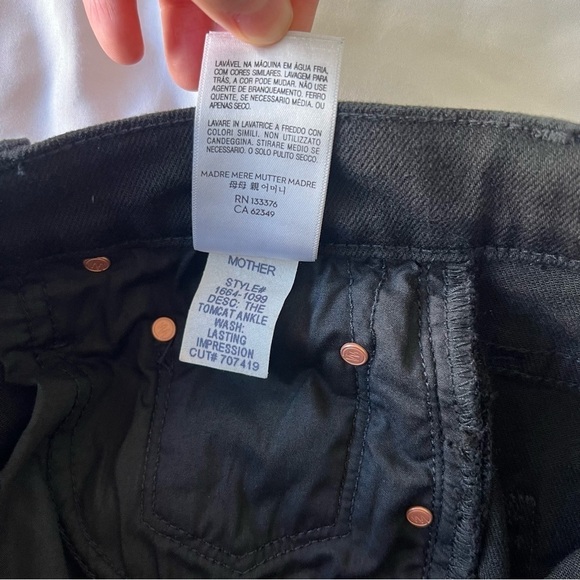 LAVÁVEL NA MÁQUINA EM ÁGUA FRIA,
COM CORES SIMILARES. LAVAGEM PARA
TRÁS, A COR PODE MUDAR. NÃO USE
AGENTE DE BRANQUEAMENTO. FERRO
QUENTE, SE NECESSARIO MÉDIA. OU
APENAS SECO.
LAVARE IN LAVATRICE A FREDDO CON
COLORI SIMILI. NON UTILIZZATO
CANDEGGINA. STIRARE MEDIO SE
NECESSARIO. O SOLO PULITO SECCO.
MADRE MERE MUTTER MADRE
母母 親어머니
RN 133376
CA 62349
MOTHER
STYLE#
1664-1099
DESC: THE
TOMCAT ANKLE
WASH:
LASTING
IMPRESSION
CUT# 707419